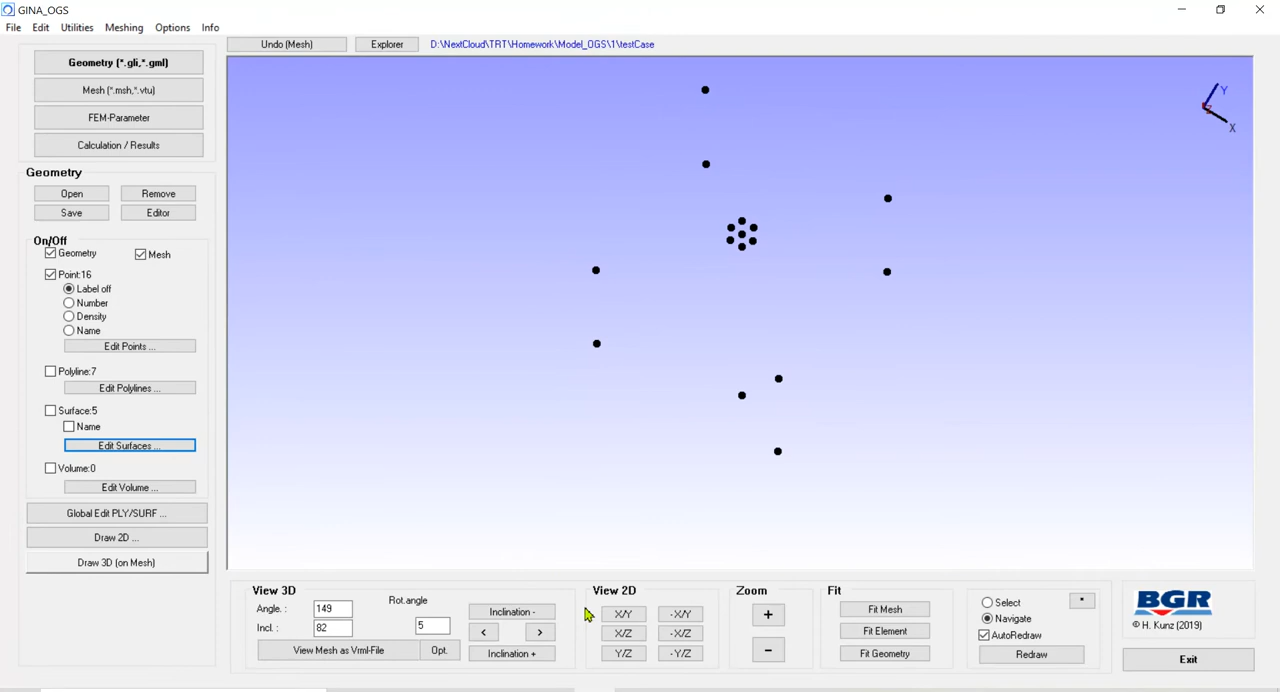 GINA_OGS
File Edit Utilities Meshing Options Info
Geometry (*.gli,*.gml)
Mesh (*.msh,*.vtu)
FEM-Parameter
Calculation / Results
Undo (Mesh) Explorer D:\NextCloud\TRT\Homework\Model_OGS\1\testCase
Y
Z
X
Geometry
Open Remove
Save Editor
On/Off
Geometry Mesh
Point:16
Label off
Number
Density
Name
Edit Points ...
Polyline:7
Edit Polylines ...
Surface:5
Name
Edit Surfaces ...
Volume:0
Edit Volume ...
Global Edit PLY/SURF ...
Draw 2D ...
Draw 3D (on Mesh)
View 3D
Angle. : 149
Incl. : 82
Rot.angle
5
Inclination -
< >
Inclination +
View Mesh as Vrml-File Opt.
View 2D
X/Y -X/Y
X/Z -X/Z
Y/Z -Y/Z
Zoom
+
-
Fit
Fit Mesh
Fit Element
Fit Geometry
Select *
Navigate
AutoRedraw
Redraw
BGR
© H. Kunz (2019)
Exit